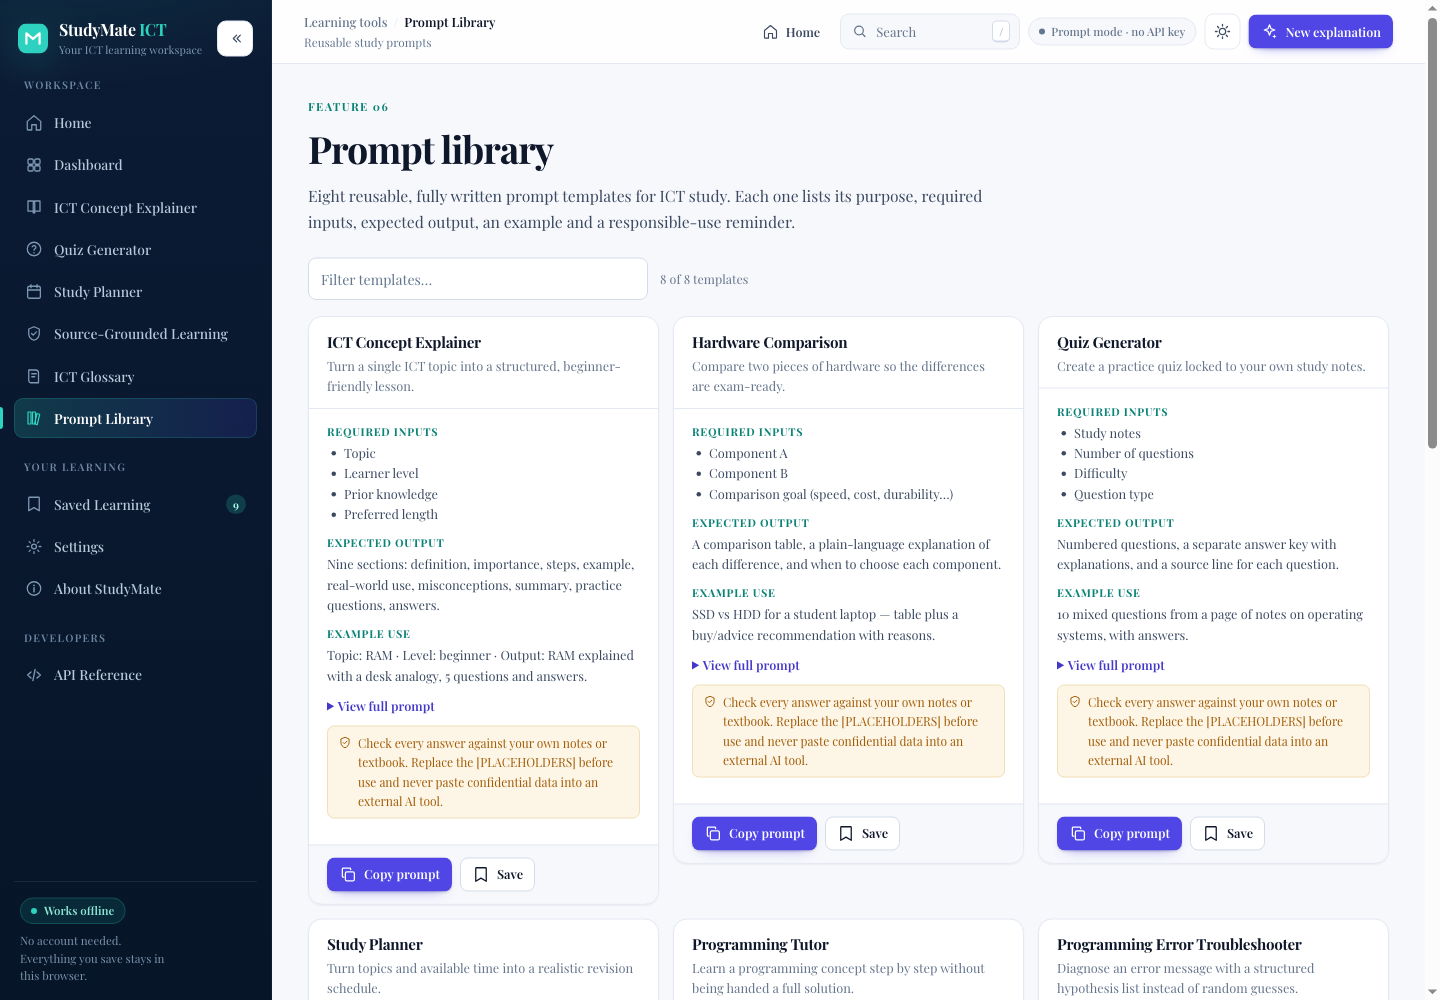 StudyMate ICT
Your ICT learning workspace
WORKSPACE
Home
Dashboard
ICT Concept Explainer
Quiz Generator
Study Planner
Source-Grounded Learning
ICT Glossary
Prompt Library
YOUR LEARNING
Saved Learning
9
Settings
About StudyMate
DEVELOPERS
API Reference
Works offline
No account needed.
Everything you save stays in
this browser.
Learning tools / Prompt Library
Reusable study prompts
Home
Search
/
Prompt mode · no API key
New explanation
FEATURE 06
Prompt library
Eight reusable, fully written prompt templates for ICT study. Each one lists its purpose, required
inputs, expected output, an example and a responsible-use reminder.
Filter templates...
8 of 8 templates
ICT Concept Explainer
Turn a single ICT topic into a structured, beginner-
friendly lesson.
REQUIRED INPUTS
• Topic
• Learner level
• Prior knowledge
• Preferred length
EXPECTED OUTPUT
Nine sections: definition, importance, steps, example,
real-world use, misconceptions, summary, practice
questions, answers.
EXAMPLE USE
Topic: RAM · Level: beginner · Output: RAM explained
with a desk analogy, 5 questions and answers.
View full prompt
Check every answer against your own notes or
textbook. Replace the [PLACEHOLDERS] before
use and never paste confidential data into an
external AI tool.
Copy prompt
Save
Hardware Comparison
Compare two pieces of hardware so the differences
are exam-ready.
REQUIRED INPUTS
• Component A
• Component B
• Comparison goal (speed, cost, durability...)
EXPECTED OUTPUT
A comparison table, a plain-language explanation of
each difference, and when to choose each component.
EXAMPLE USE
SSD vs HDD for a student laptop — table plus a
buy/advice recommendation with reasons.
View full prompt
Check every answer against your own notes or
textbook. Replace the [PLACEHOLDERS] before
use and never paste confidential data into an
external AI tool.
Copy prompt
Save
Quiz Generator
Create a practice quiz locked to your own study notes.
REQUIRED INPUTS
• Study notes
• Number of questions
• Difficulty
• Question type
EXPECTED OUTPUT
Numbered questions, a separate answer key with
explanations, and a source line for each question.
EXAMPLE USE
10 mixed questions from a page of notes on operating
systems, with answers.
View full prompt
Check every answer against your own notes or
textbook. Replace the [PLACEHOLDERS] before
use and never paste confidential data into an
external AI tool.
Copy prompt
Save
Study Planner
Turn topics and available time into a realistic revision
schedule.
Programming Tutor
Learn a programming concept step by step without
being handed a full solution.
Programming Error Troubleshooter
Diagnose an error message with a structured
hypothesis list instead of random guesses.